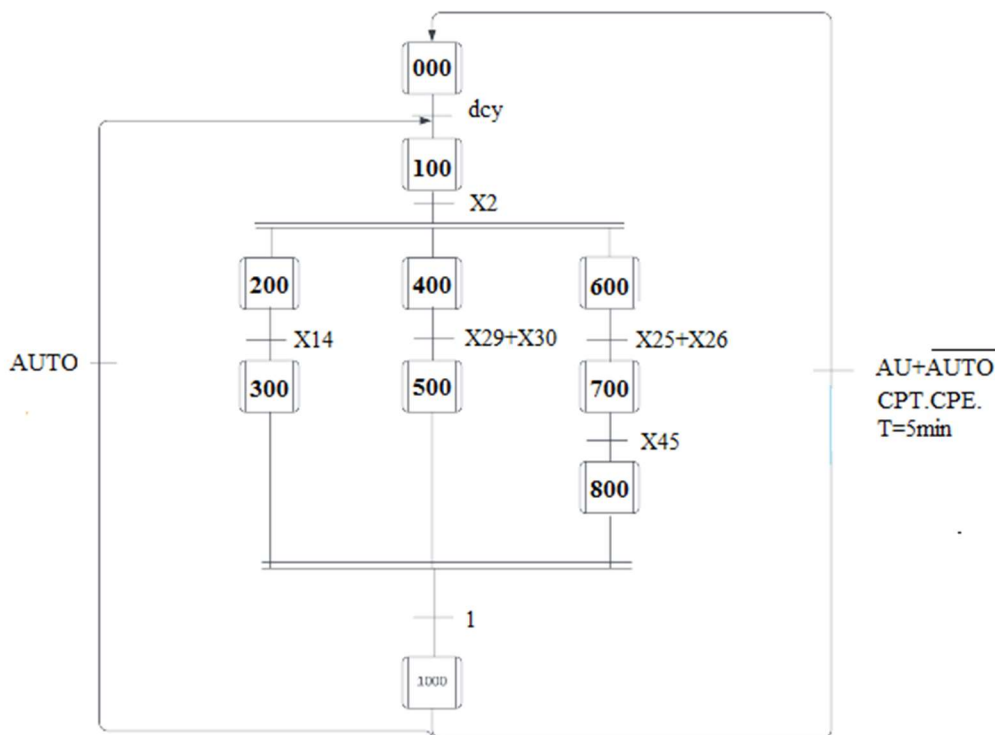 000
dcy
100
X2
200
400
600
X14
X29+X30
X25+X26
AUTO
300
500
700
AU+A̅U̅T̅O̅
CPT.CPE.
T=5min
X45
800
1
1000